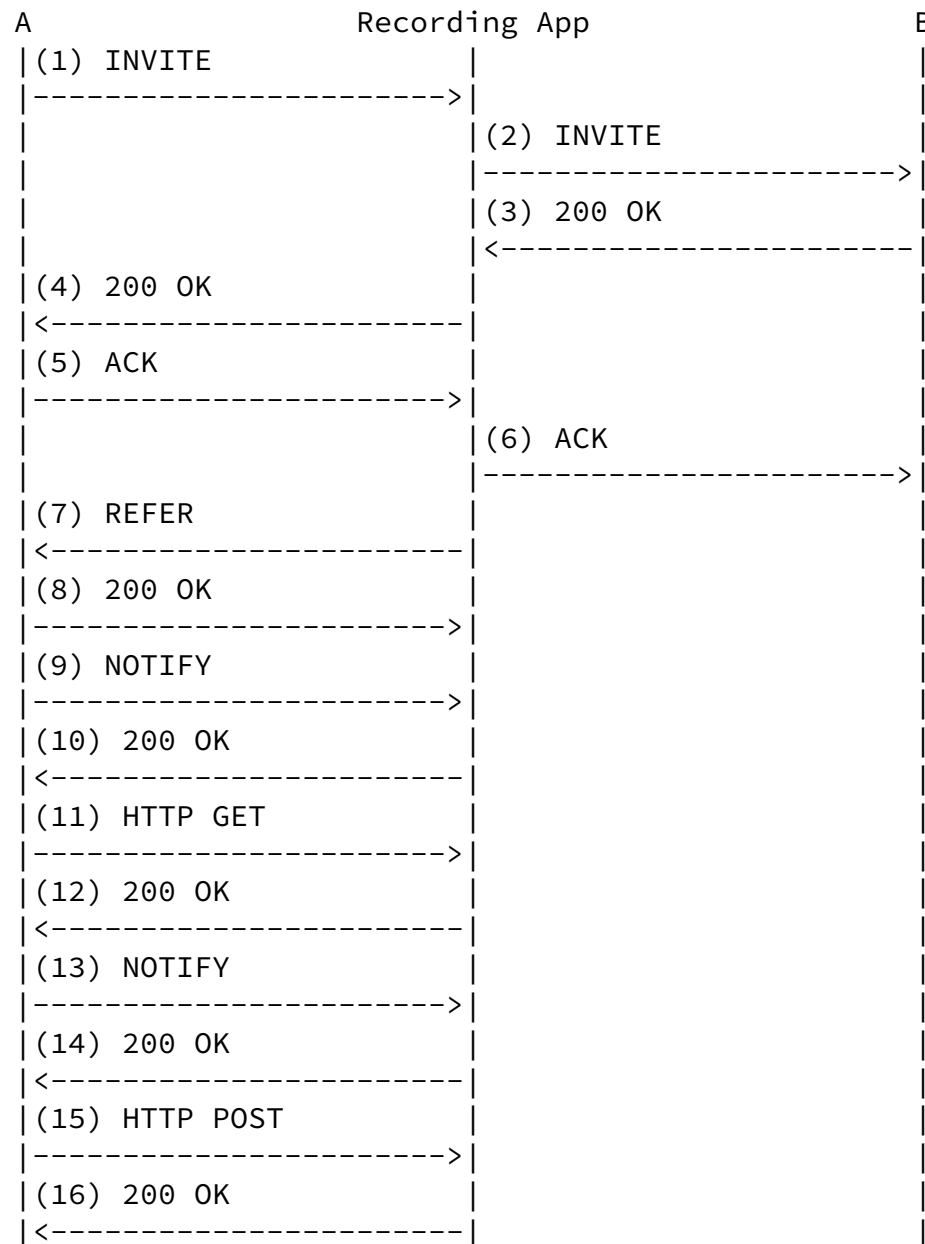 A Recording App B
(1) INVITE
(2) INVITE
(3) 200 OK
(4) 200 OK
(5) ACK
(6) ACK
(7) REFER
(8) 200 OK
(9) NOTIFY
(10) 200 OK
(11) HTTP GET
(12) 200 OK
(13) NOTIFY
(14) 200 OK
(15) HTTP POST
(16) 200 OK